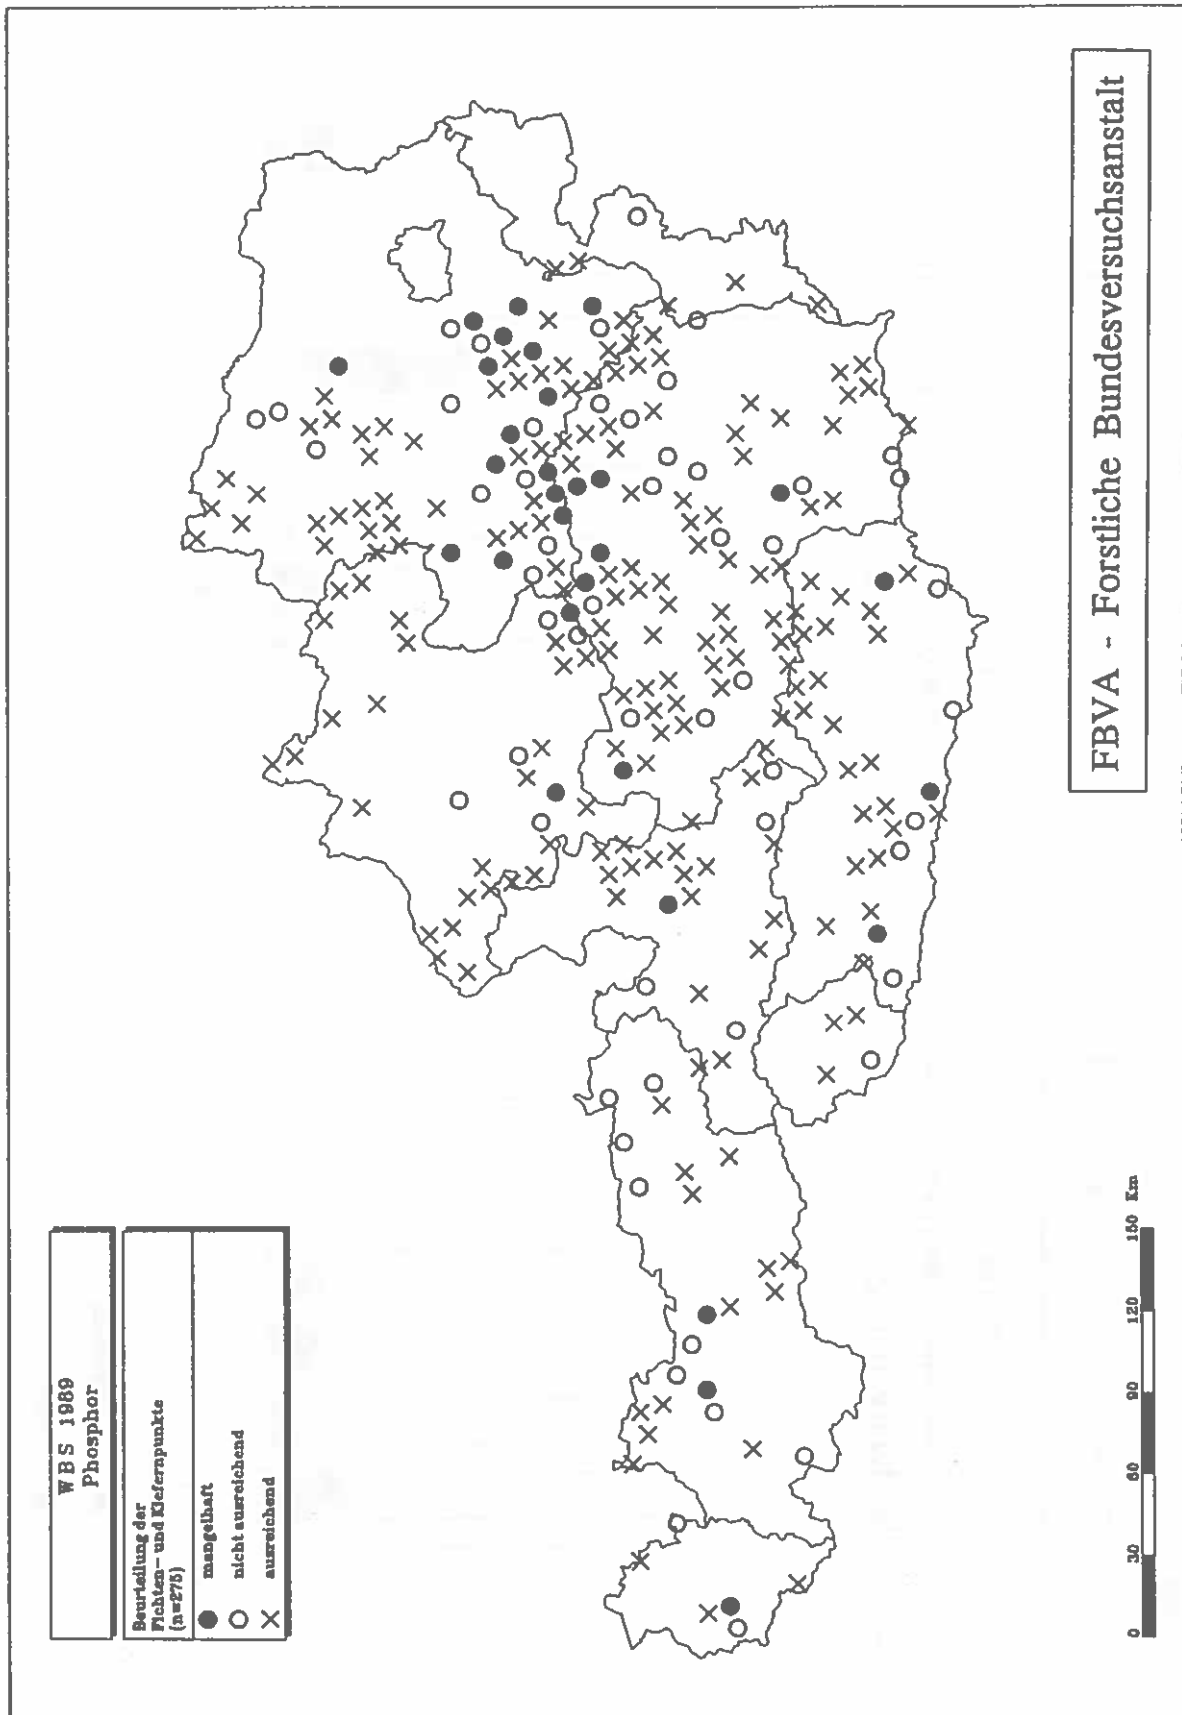 WBS 1989
Phosphor
Beurteilung der
Fichten- und Kiefernpunkte
(n=275)
mangelhaft
nicht ausreichend
ausreichend
0 30 60 90 120 150 Km
FBVA - Forstliche Bundesversuchsanstalt